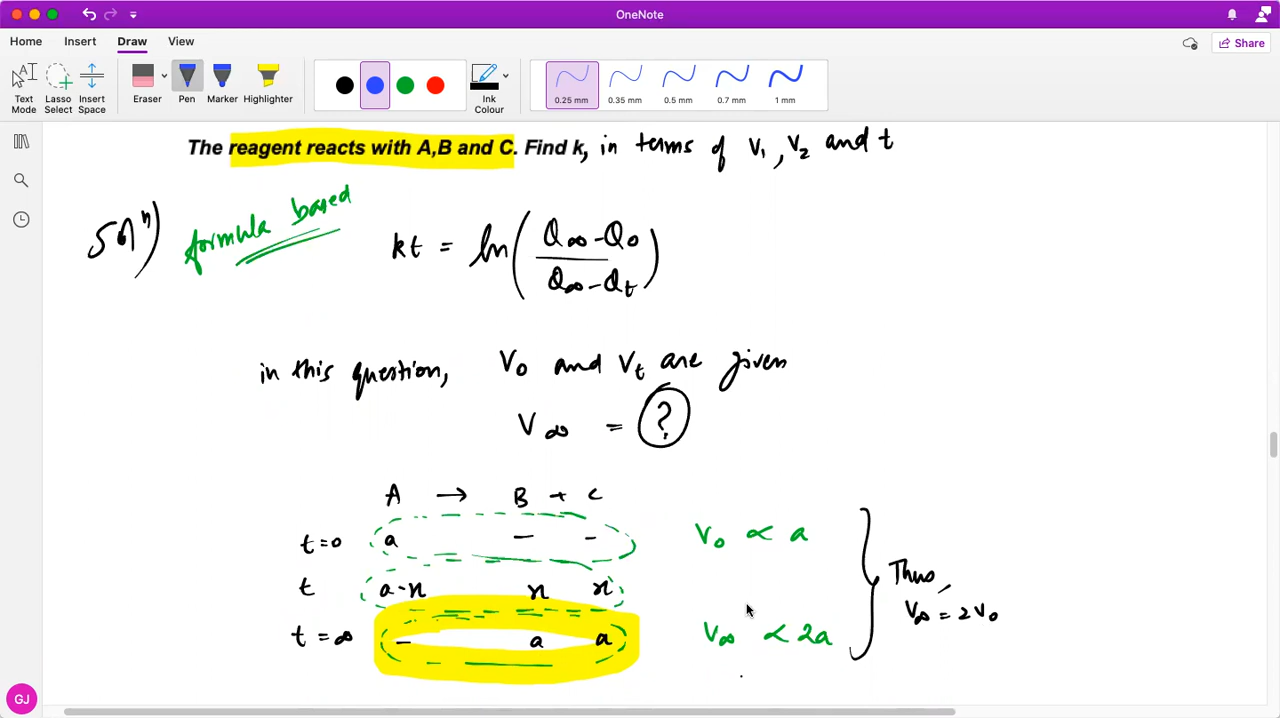 OneNote
Home Insert Draw View
Share
Text Mode
Lasso Select
Insert Space
Eraser
Pen
Marker
Highlighter
Ink Colour
0.25 mm 0.35 mm 0.5 mm 0.7 mm 1 mm
The reagent reacts with A,B and C. Find k, in terms of V₁, V₂ and t
Solⁿ) formula based
kt = ln(Q∞-Q₀/Q∞-Qt)
in this question, V₀ and Vt are given
V∞ = ?
A → B + C
t=0 a - - V₀ ∝ a
t a-x x x
Thus, V∞ = 2V₀
t=∞ - a a V∞ ∝ 2a
GJ